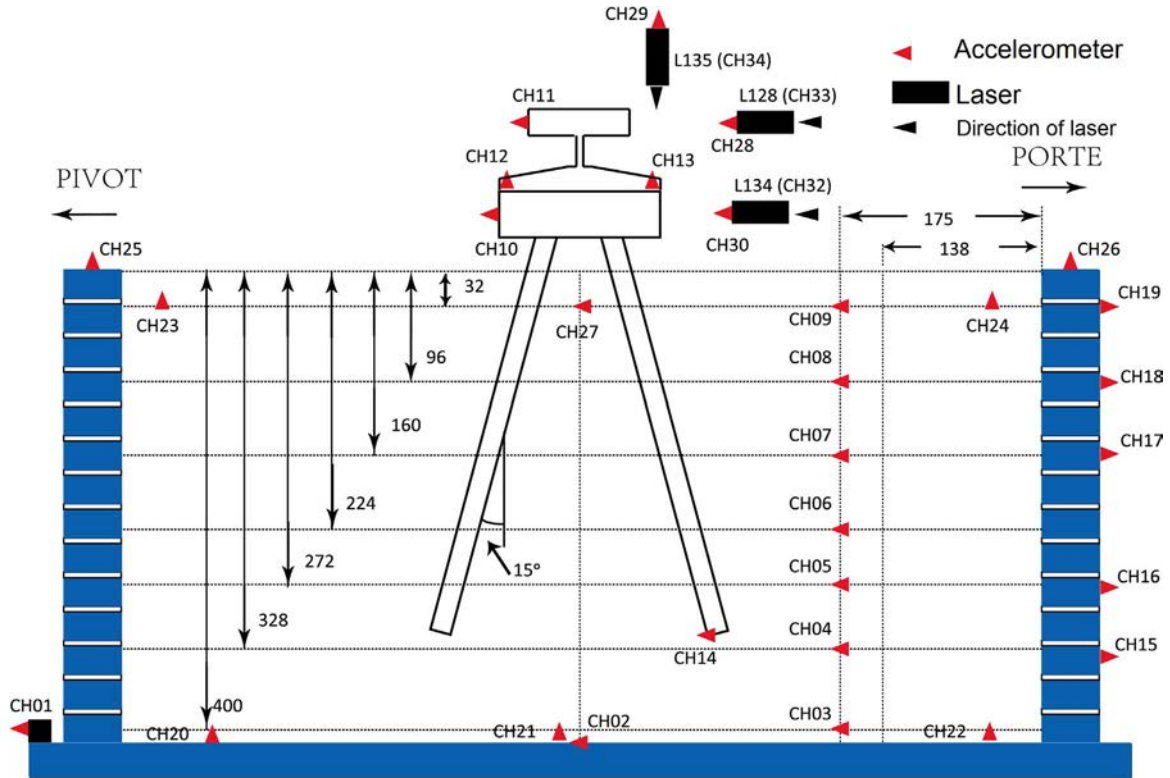 CH29
Accelerometer
L135 (CH34)
CH11
L128 (CH33)
Laser
Direction of laser
CH28
CH12
CH13
PORTE
PIVOT
L134 (CH32)
175
CH10
CH30
138
CH25
CH26
32
CH19
CH23
CH27
CH09
CH24
96
CH08
CH18
160
CH07
CH17
224
CH06
272
15°
CH05
CH16
328
CH04
CH14
CH15
CH01
400
CH20
CH21
CH02
CH03
CH22